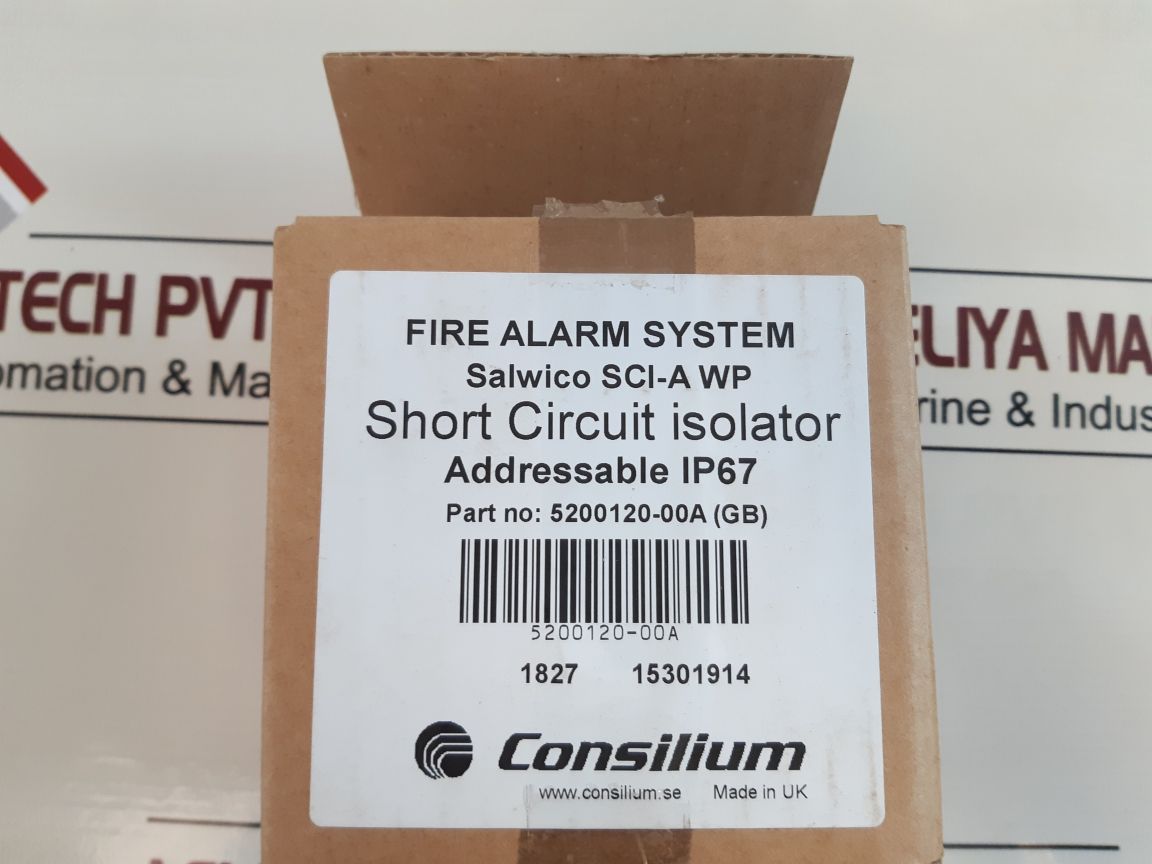 TECH PVT
omation & Ma
ELIYA MA
rine & Indus
FIRE ALARM SYSTEM
Salwico SCI-A WP
Short Circuit isolator
Addressable IP67
Part no: 5200120-00A (GB)
5200120-00A
1827 15301914
Consilium
www.consilium.se Made in UK